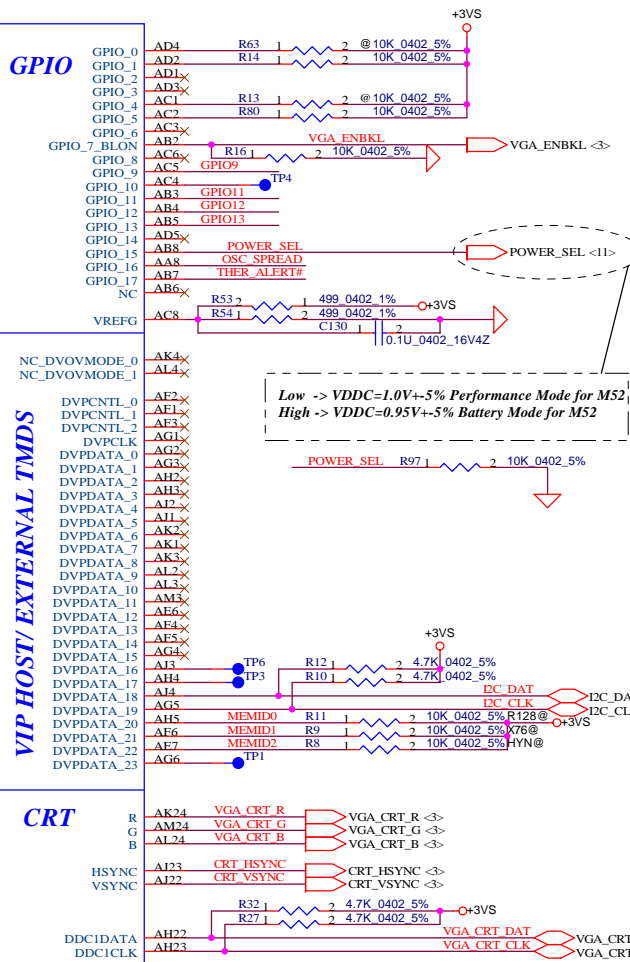 +3VS
GPIO
GPIO_0 AD4 R63 1 2 @ 10K_0402_5%
GPIO_1 AD2 R14 1 2 10K_0402_5%
GPIO_2 AD1
GPIO_3 AD3
GPIO_4 AC1 R13 1 2 @ 10K_0402_5%
GPIO_5 AC2 R80 1 2 10K_0402_5%
GPIO_6 AC3
GPIO_7_BLON AB2 VGA_ENBKL VGA_ENBKL <3>
GPIO_8 AC6 R16 1 2 10K_0402_5%
GPIO_9 AC5 GPIO9
GPIO_10 AC4 TP4
GPIO_11 AB3 GPIO11
GPIO_12 AB4 GPIO12
GPIO_13 AB5 GPIO13
GPIO_14 AD5
GPIO_15 AB8 POWER_SEL POWER_SEL <11>
GPIO_16 AA8 OSC_SPREAD
GPIO_17 AB7 THER_ALERT#
NC AB6
R53 2 1 499_0402_1% +3VS
VREFG AC8 R54 1 2 499_0402_1%
C130 1 2
0.1U_0402_16V4Z
NC_DVOVMODE_0 AK4
NC_DVOVMODE_1 AL4
Low -> VDDC=1.0V+-5% Performance Mode for M52
High -> VDDC=0.95V+-5% Battery Mode for M52
VIP HOST/ EXTERNAL TMDS
DVPCNTL_0 AF2
DVPCNTL_1 AF1
DVPCNTL_2 AF3
DVPCLK AG1
DVPDATA_0 AG2
DVPDATA_1 AG3
POWER_SEL R97 1 2 10K_0402_5%
DVPDATA_2 AH2
DVPDATA_3 AH3
DVPDATA_4 AJ2
DVPDATA_5 AJ1
DVPDATA_6 AK2
DVPDATA_7 AK1
DVPDATA_8 AK3
DVPDATA_9 AL2
DVPDATA_10 AL3
DVPDATA_11 AM3
DVPDATA_12 AE6
DVPDATA_13 AF4
DVPDATA_14 AF5
DVPDATA_15 AG4
+3VS
DVPDATA_16 AJ3 TP6 R12 1 2 4.7K_0402_5%
DVPDATA_17 AH4 TP3 R10 1 2 4.7K_0402_5%
DVPDATA_18 AJ4 I2C_DAT I2C_DA
DVPDATA_19 AG5 I2C_CLK I2C_CL
DVPDATA_20 AH5 MEMID0 R11 1 2 10K_0402_5% R128@ +3VS
DVPDATA_21 AF6 MEMID1 R9 1 2 10K_0402_5% X76@
DVPDATA_22 AE7 MEMID2 R8 1 2 10K_0402_5% HYN@
DVPDATA_23 AG6 TP1
CRT
R AK24 VGA_CRT_R VGA_CRT_R <3>
G AM24 VGA_CRT_G VGA_CRT_G <3>
B AL24 VGA_CRT_B VGA_CRT_B <3>
HSYNC AJ23 CRT_HSYNC CRT_HSYNC <3>
VSYNC AJ22 CRT_VSYNC CRT_VSYNC <3>
R32 1 2 4.7K_0402_5% +3VS
R27 1 2 4.7K_0402_5%
DDC1DATA AH22 VGA_CRT_DAT VGA_CRT
DDC1CLK AH23 VGA_CRT_CLK VGA_CRT